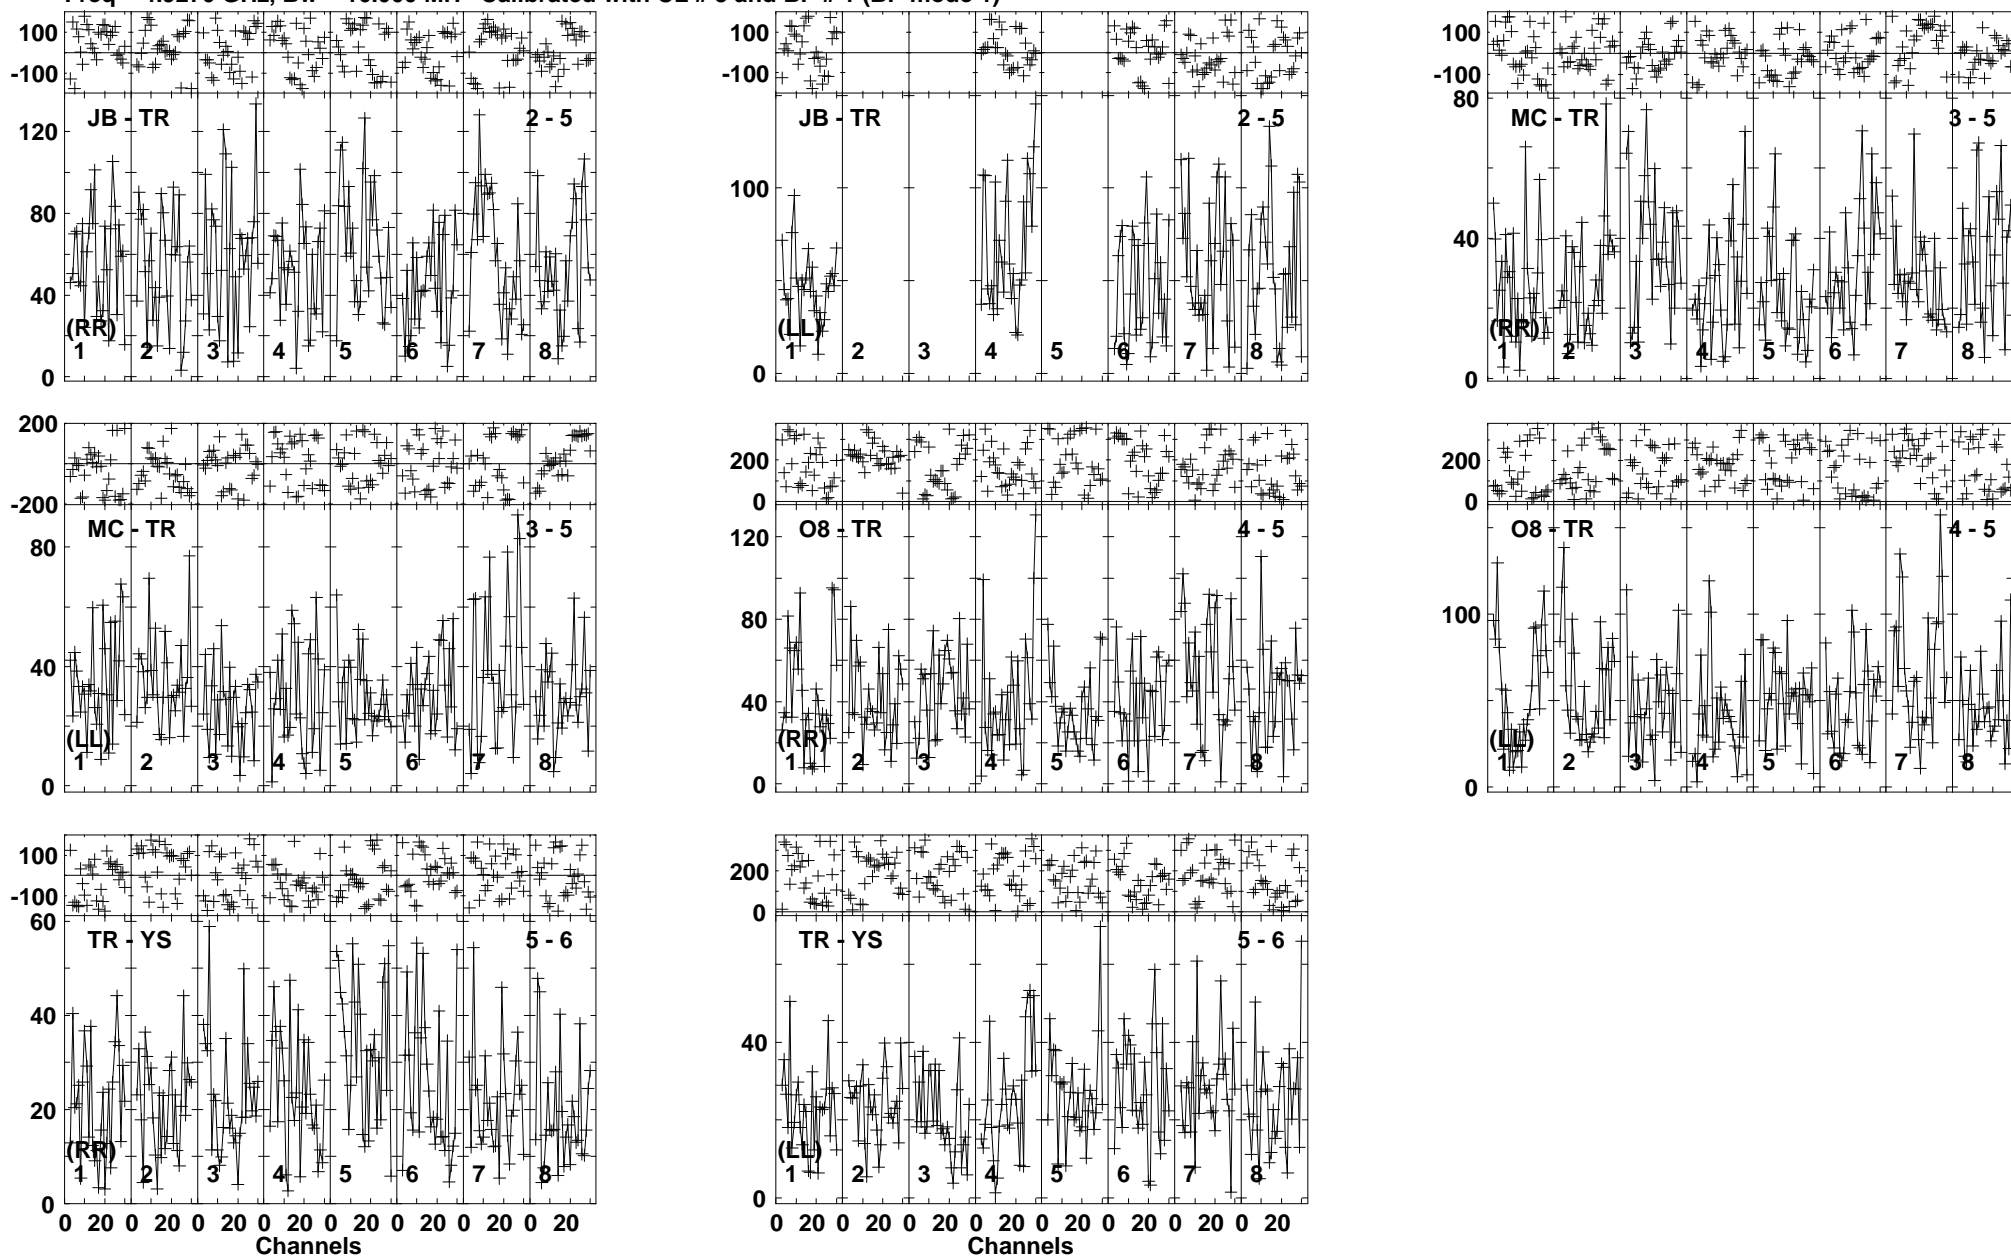 100 100 100
-100 -100 -100
JB - TR 2 - 5 JB - TR 2 - 5 MC - TR 3 - 5
120 80 40 0
100 0
80 40 0
(RR) (LL) (RR)
1 2 3 4 5 6 7 8
1 2 3 4 5 6 7 8
1 2 3 4 5 6 7 8
200 200 200
-200 0 0
MC - TR 3 - 5 O8 - TR 4 - 5 O8 - TR 4 - 5
80 40 0
120 80 40 0
100 0
(LL) (RR) (LL)
1 2 3 4 5 6 7 8
1 2 3 4 5 6 7 8
1 2 3 4 5 6 7 8
100 200
-100 0
TR - YS 5 - 6 TR - YS 5 - 6
60 40 20 0
40 0
(RR) (LL)
1 2 3 4 5 6 7 8
1 2 3 4 5 6 7 8
0 20 0 20 0 20 0 20 0 20 0 20 0 20 0 20
0 20 0 20 0 20 0 20 0 20 0 20 0 20 0 20
Channels Channels